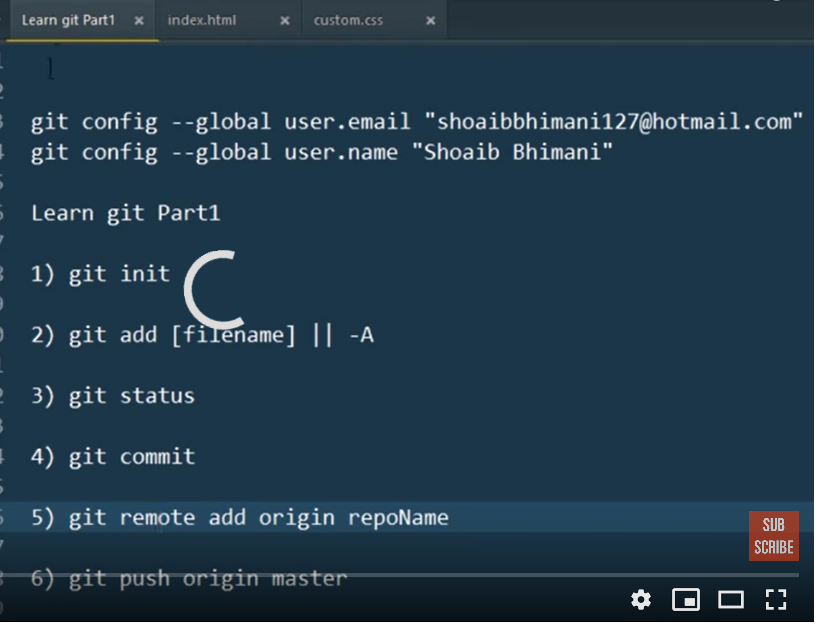 Learn git Part1 index.html custom.css
git config --global user.email "shoaibbhimani127@hotmail.com"
git config --global user.name "Shoaib Bhimani"
Learn git Part1
1) git init
2) git add [filename] || -A
3) git status
4) git commit
5) git remote add origin repoName
SUB
SCRIBE
6) git push origin master